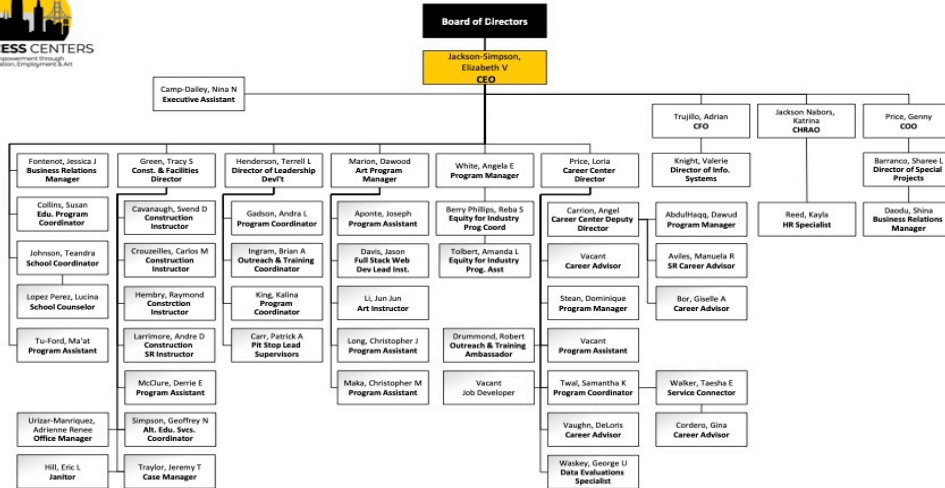 CESS CENTERS
Empowerment through
ation, Employment & Art
Board of Directors
Jackson-Simpson,
Elizabeth V
CEO
Camp-Dailey, Nina N
Executive Assistant
Trujillo, Adrian
CFO
Jackson Nabors,
Katrina
CHRAO
Price, Genny
COO
Fontenot, Jessica J
Business Relations
Manager
Green, Tracy S
Const. & Facilities
Director
Henderson, Terrell L
Director of Leadership
Devl't
Marion, Dawood
Art Program
Manager
White, Angela E
Program Manager
Price, Loria
Career Center
Director
Knight, Valerie
Director of Info.
Systems
Barranco, Sharee L
Director of Special
Projects
Collins, Susan
Edu. Program
Coordinator
Cavanaugh, Svend D
Construction
Instructor
Gadson, Andra L
Program Coordinator
Aponte, Joseph
Program Assistant
Berry Phillips, Reba S
Equity for Industry
Prog Coord
Carrion, Angel
Career Center Deputy
Director
AbdulHaqq, Dawud
Program Manager
Reed, Kayla
HR Specialist
Daodu, Shina
Business Relations
Manager
Johnson, Teandra
School Coordinator
Crouzeilles, Carlos M
Construction
Instructor
Ingram, Brian A
Outreach & Training
Coordinator
Davis, Jason
Full Stack Web
Dev Lead Inst.
Tolbert, Amanda L
Equity for Industry
Prog. Asst
Vacant
Career Advisor
Aviles, Manuela R
SR Career Advisor
Lopez Perez, Lucina
School Counselor
Hembry, Raymond
Constrction
Instructor
King, Kalina
Program
Coordinator
Li, Jun Jun
Art Instructor
Stean, Dominique
Program Manager
Bor, Giselle A
Career Advisor
Tu-Ford, Ma'at
Program Assistant
Larrimore, Andre D
Construction
SR Instructor
Carr, Patrick A
Pit Stop Lead
Supervisors
Long, Christopher J
Program Assistant
Drummond, Robert
Outreach & Training
Ambassador
Vacant
Program Assistant
McClure, Derrie E
Program Assistant
Maka, Christopher M
Program Assistant
Vacant
Job Developer
Twal, Samantha K
Program Coordinator
Walker, Taesha E
Service Connector
Urizar-Manriquez,
Adrienne Renee
Office Manager
Simpson, Geoffrey N
Alt. Edu. Svcs.
Coordinator
Vaughn, DeLoris
Career Advisor
Cordero, Gina
Career Advisor
Hill, Eric L
Janitor
Traylor, Jeremy T
Case Manager
Waskey, George U
Data Evaluations
Specialist